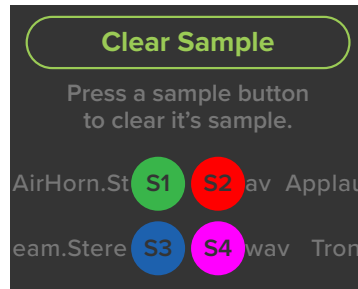 Clear Sample
Press a sample button
to clear it's sample.
AirHorn.St S1 S2 av Applau
eam.Stere S3 S4 wav Tron